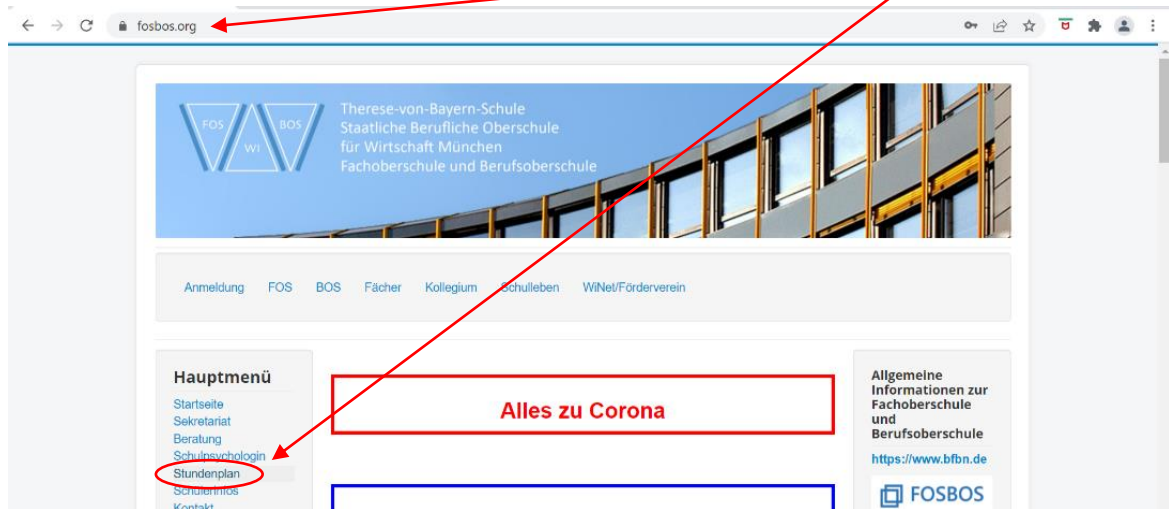 fosbos.org
FOS
BOS
WI
Therese-von-Bayern-Schule
Staatliche Berufliche Oberschule
für Wirtschaft München
Fachoberschule und Berufsoberschule
Anmeldung FOS BOS Fächer Kollegium Schulleben WiNet/Förderverein
Hauptmenü
Startseite
Sekretariat
Beratung
Schulpsychologin
Stundenplan
Schülerinfos
Kontakt
Alles zu Corona
Allgemeine
Informationen zur
Fachoberschule
und
Berufsoberschule
https://www.bfbn.de
FOSBOS